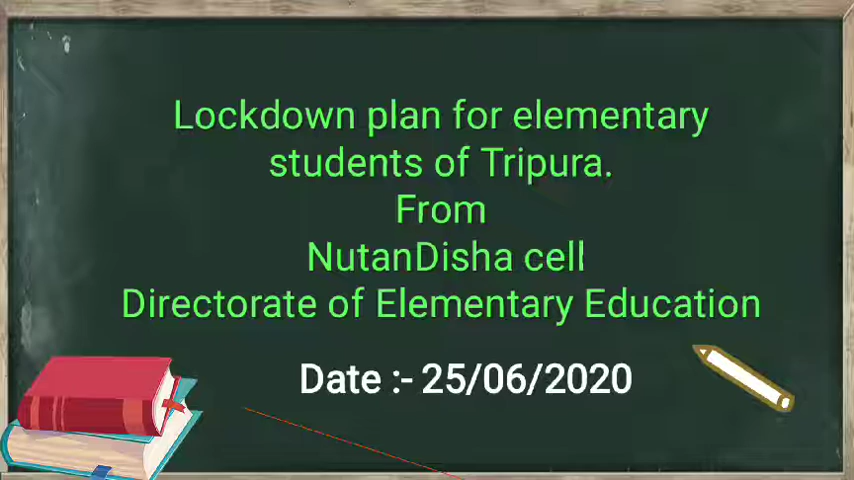 Lockdown plan for elementary
students of Tripura.
From
NutanDisha cell
Directorate of Elementary Education
Date :- 25/06/2020